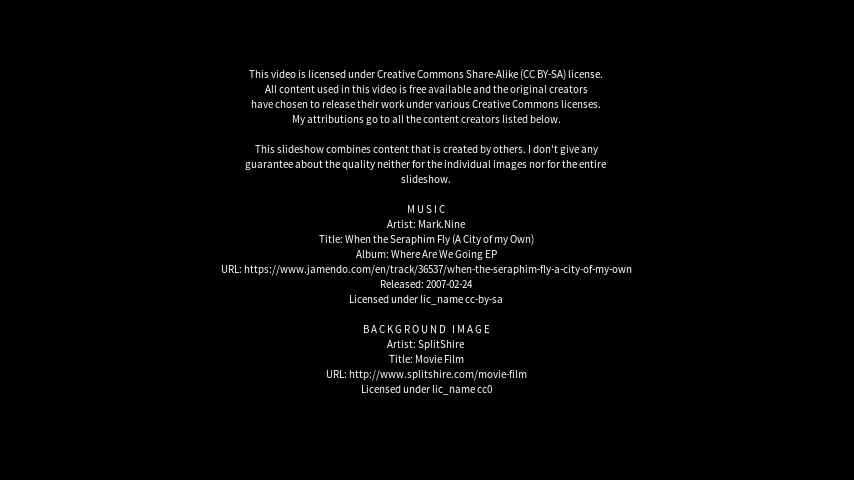 This video is licensed under Creative Commons Share-Alike (CC BY-SA) license.
All content used in this video is free available and the original creators
have chosen to release their work under various Creative Commons licenses.
My attributions go to all the content creators listed below.
This slideshow combines content that is created by others. I don't give any
guarantee about the quality neither for the individual images nor for the entire
slideshow.
MUSIC
Artist: Mark.Nine
Title: When the Seraphim Fly (A City of my Own)
Album: Where Are We Going EP
URL: https://www.jamendo.com/en/track/36537/when-the-seraphim-fly-a-city-of-my-own
Released: 2007-02-24
Licensed under lic_name cc-by-sa
BACKGROUND IMAGE
Artist: SplitShire
Title: Movie Film
URL: http://www.splitshire.com/movie-film
Licensed under lic_name cc0